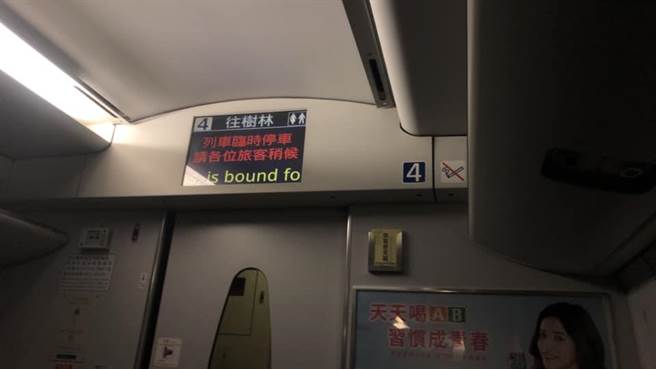 4 往樹林
列車臨時停車
請各位旅客稍候
is bound fo
4
天天喝AB
習慣成青春